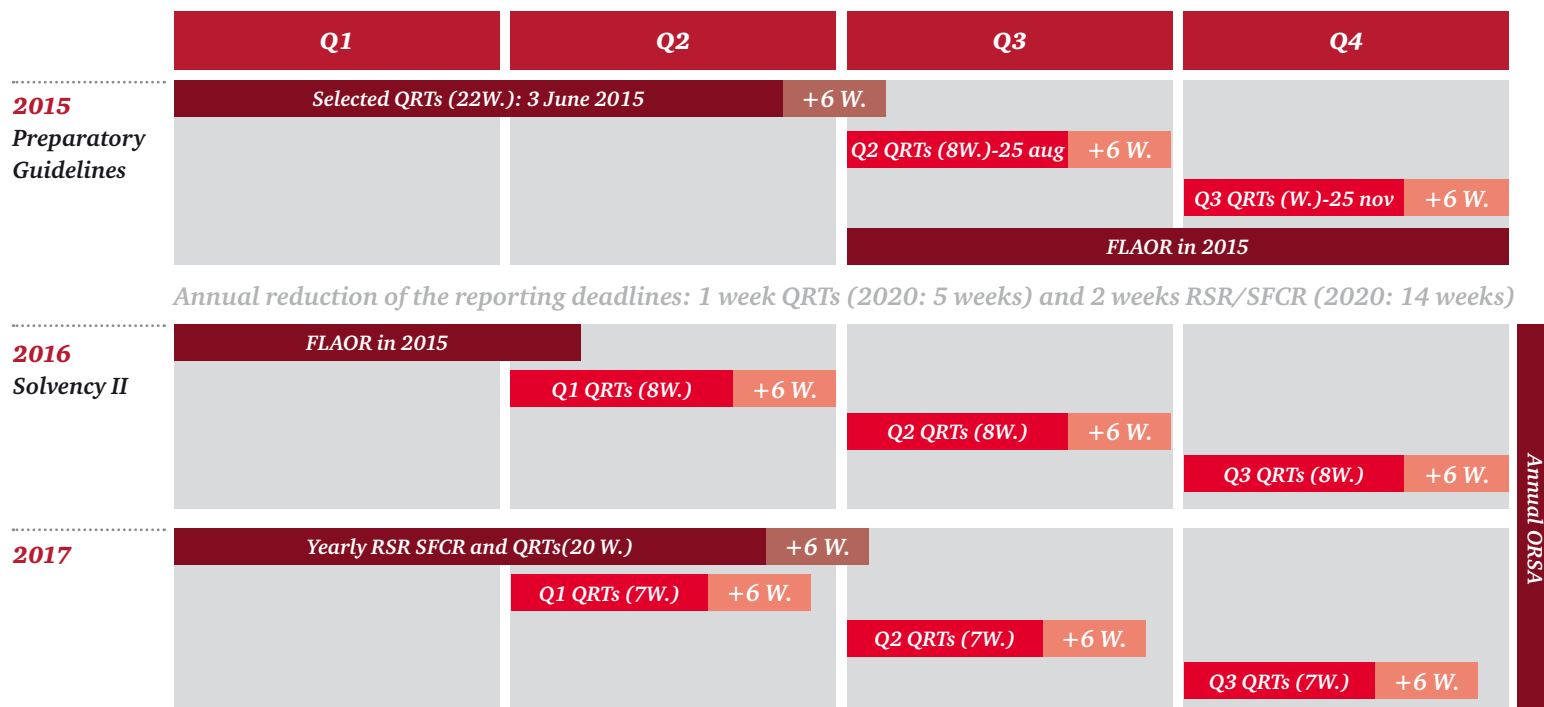 Q1
Q2
Q3
Q4
2015
Preparatory
Guidelines
Selected QRTs (22W.): 3 June 2015
+6 W.
Q2 QRTs (8W.)-25 aug
+6 W.
Q3 QRTs (W.)-25 nov
+6 W.
FLAOR in 2015
Annual reduction of the reporting deadlines: 1 week QRTs (2020: 5 weeks) and 2 weeks RSR/SFCR (2020: 14 weeks)
2016
Solvency II
FLAOR in 2015
Q1 QRTs (8W.)
+6 W.
Q2 QRTs (8W.)
+6 W.
Q3 QRTs (8W.)
+6 W.
Annual ORSA
2017
Yearly RSR SFCR and QRTs(20 W.)
+6 W.
Q1 QRTs (7W.)
+6 W.
Q2 QRTs (7W.)
+6 W.
Q3 QRTs (7W.)
+6 W.